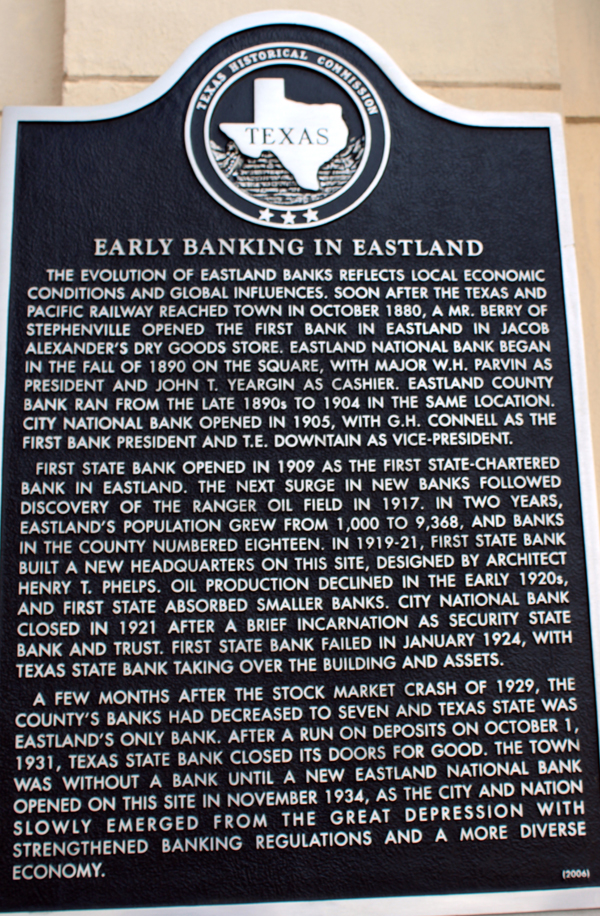 TEXAS HISTORICAL COMMISSION
TEXAS
EARLY BANKING IN EASTLAND
THE EVOLUTION OF EASTLAND BANKS REFLECTS LOCAL ECONOMIC
CONDITIONS AND GLOBAL INFLUENCES. SOON AFTER THE TEXAS AND
PACIFIC RAILWAY REACHED TOWN IN OCTOBER 1880, A MR. BERRY OF
STEPHENVILLE OPENED THE FIRST BANK IN EASTLAND IN JACOB
ALEXANDER'S DRY GOODS STORE. EASTLAND NATIONAL BANK BEGAN
IN THE FALL OF 1890 ON THE SQUARE, WITH MAJOR W.H. PARVIN AS
PRESIDENT AND JOHN T. YEARGIN AS CASHIER. EASTLAND COUNTY
BANK RAN FROM THE LATE 1890s TO 1904 IN THE SAME LOCATION.
CITY NATIONAL BANK OPENED IN 1905, WITH G.H. CONNELL AS THE
FIRST BANK PRESIDENT AND T.E. DOWNTAIN AS VICE-PRESIDENT.
FIRST STATE BANK OPENED IN 1909 AS THE FIRST STATE-CHARTERED
BANK IN EASTLAND. THE NEXT SURGE IN NEW BANKS FOLLOWED
DISCOVERY OF THE RANGER OIL FIELD IN 1917. IN TWO YEARS,
EASTLAND'S POPULATION GREW FROM 1,000 TO 9,368, AND BANKS
IN THE COUNTY NUMBERED EIGHTEEN. IN 1919-21, FIRST STATE BANK
BUILT A NEW HEADQUARTERS ON THIS SITE, DESIGNED BY ARCHITECT
HENRY T. PHELPS. OIL PRODUCTION DECLINED IN THE EARLY 1920s,
AND FIRST STATE ABSORBED SMALLER BANKS. CITY NATIONAL BANK
CLOSED IN 1921 AFTER A BRIEF INCARNATION AS SECURITY STATE
BANK AND TRUST. FIRST STATE BANK FAILED IN JANUARY 1924, WITH
TEXAS STATE BANK TAKING OVER THE BUILDING AND ASSETS.
A FEW MONTHS AFTER THE STOCK MARKET CRASH OF 1929, THE
COUNTY'S BANKS HAD DECREASED TO SEVEN AND TEXAS STATE WAS
EASTLAND'S ONLY BANK. AFTER A RUN ON DEPOSITS ON OCTOBER 1,
1931, TEXAS STATE BANK CLOSED ITS DOORS FOR GOOD. THE TOWN
WAS WITHOUT A BANK UNTIL A NEW EASTLAND NATIONAL BANK
OPENED ON THIS SITE IN NOVEMBER 1934, AS THE CITY AND NATION
SLOWLY EMERGED FROM THE GREAT DEPRESSION WITH
STRENGTHENED BANKING REGULATIONS AND A MORE DIVERSE
ECONOMY.
(2006)